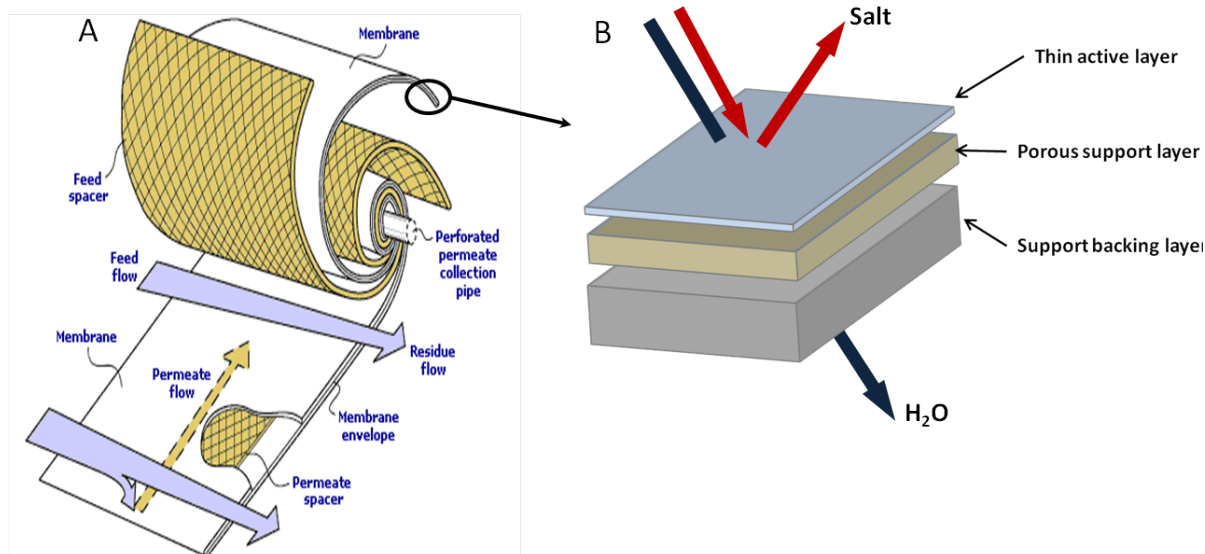 A
Membrane
Feed
spacer
Perforated
permeate
collection
pipe
Feed
flow
Membrane
Residue
flow
Permeate
flow
Membrane
envelope
Permeate
spacer
B
Salt
Thin active layer
Porous support layer
Support backing layer
H₂O